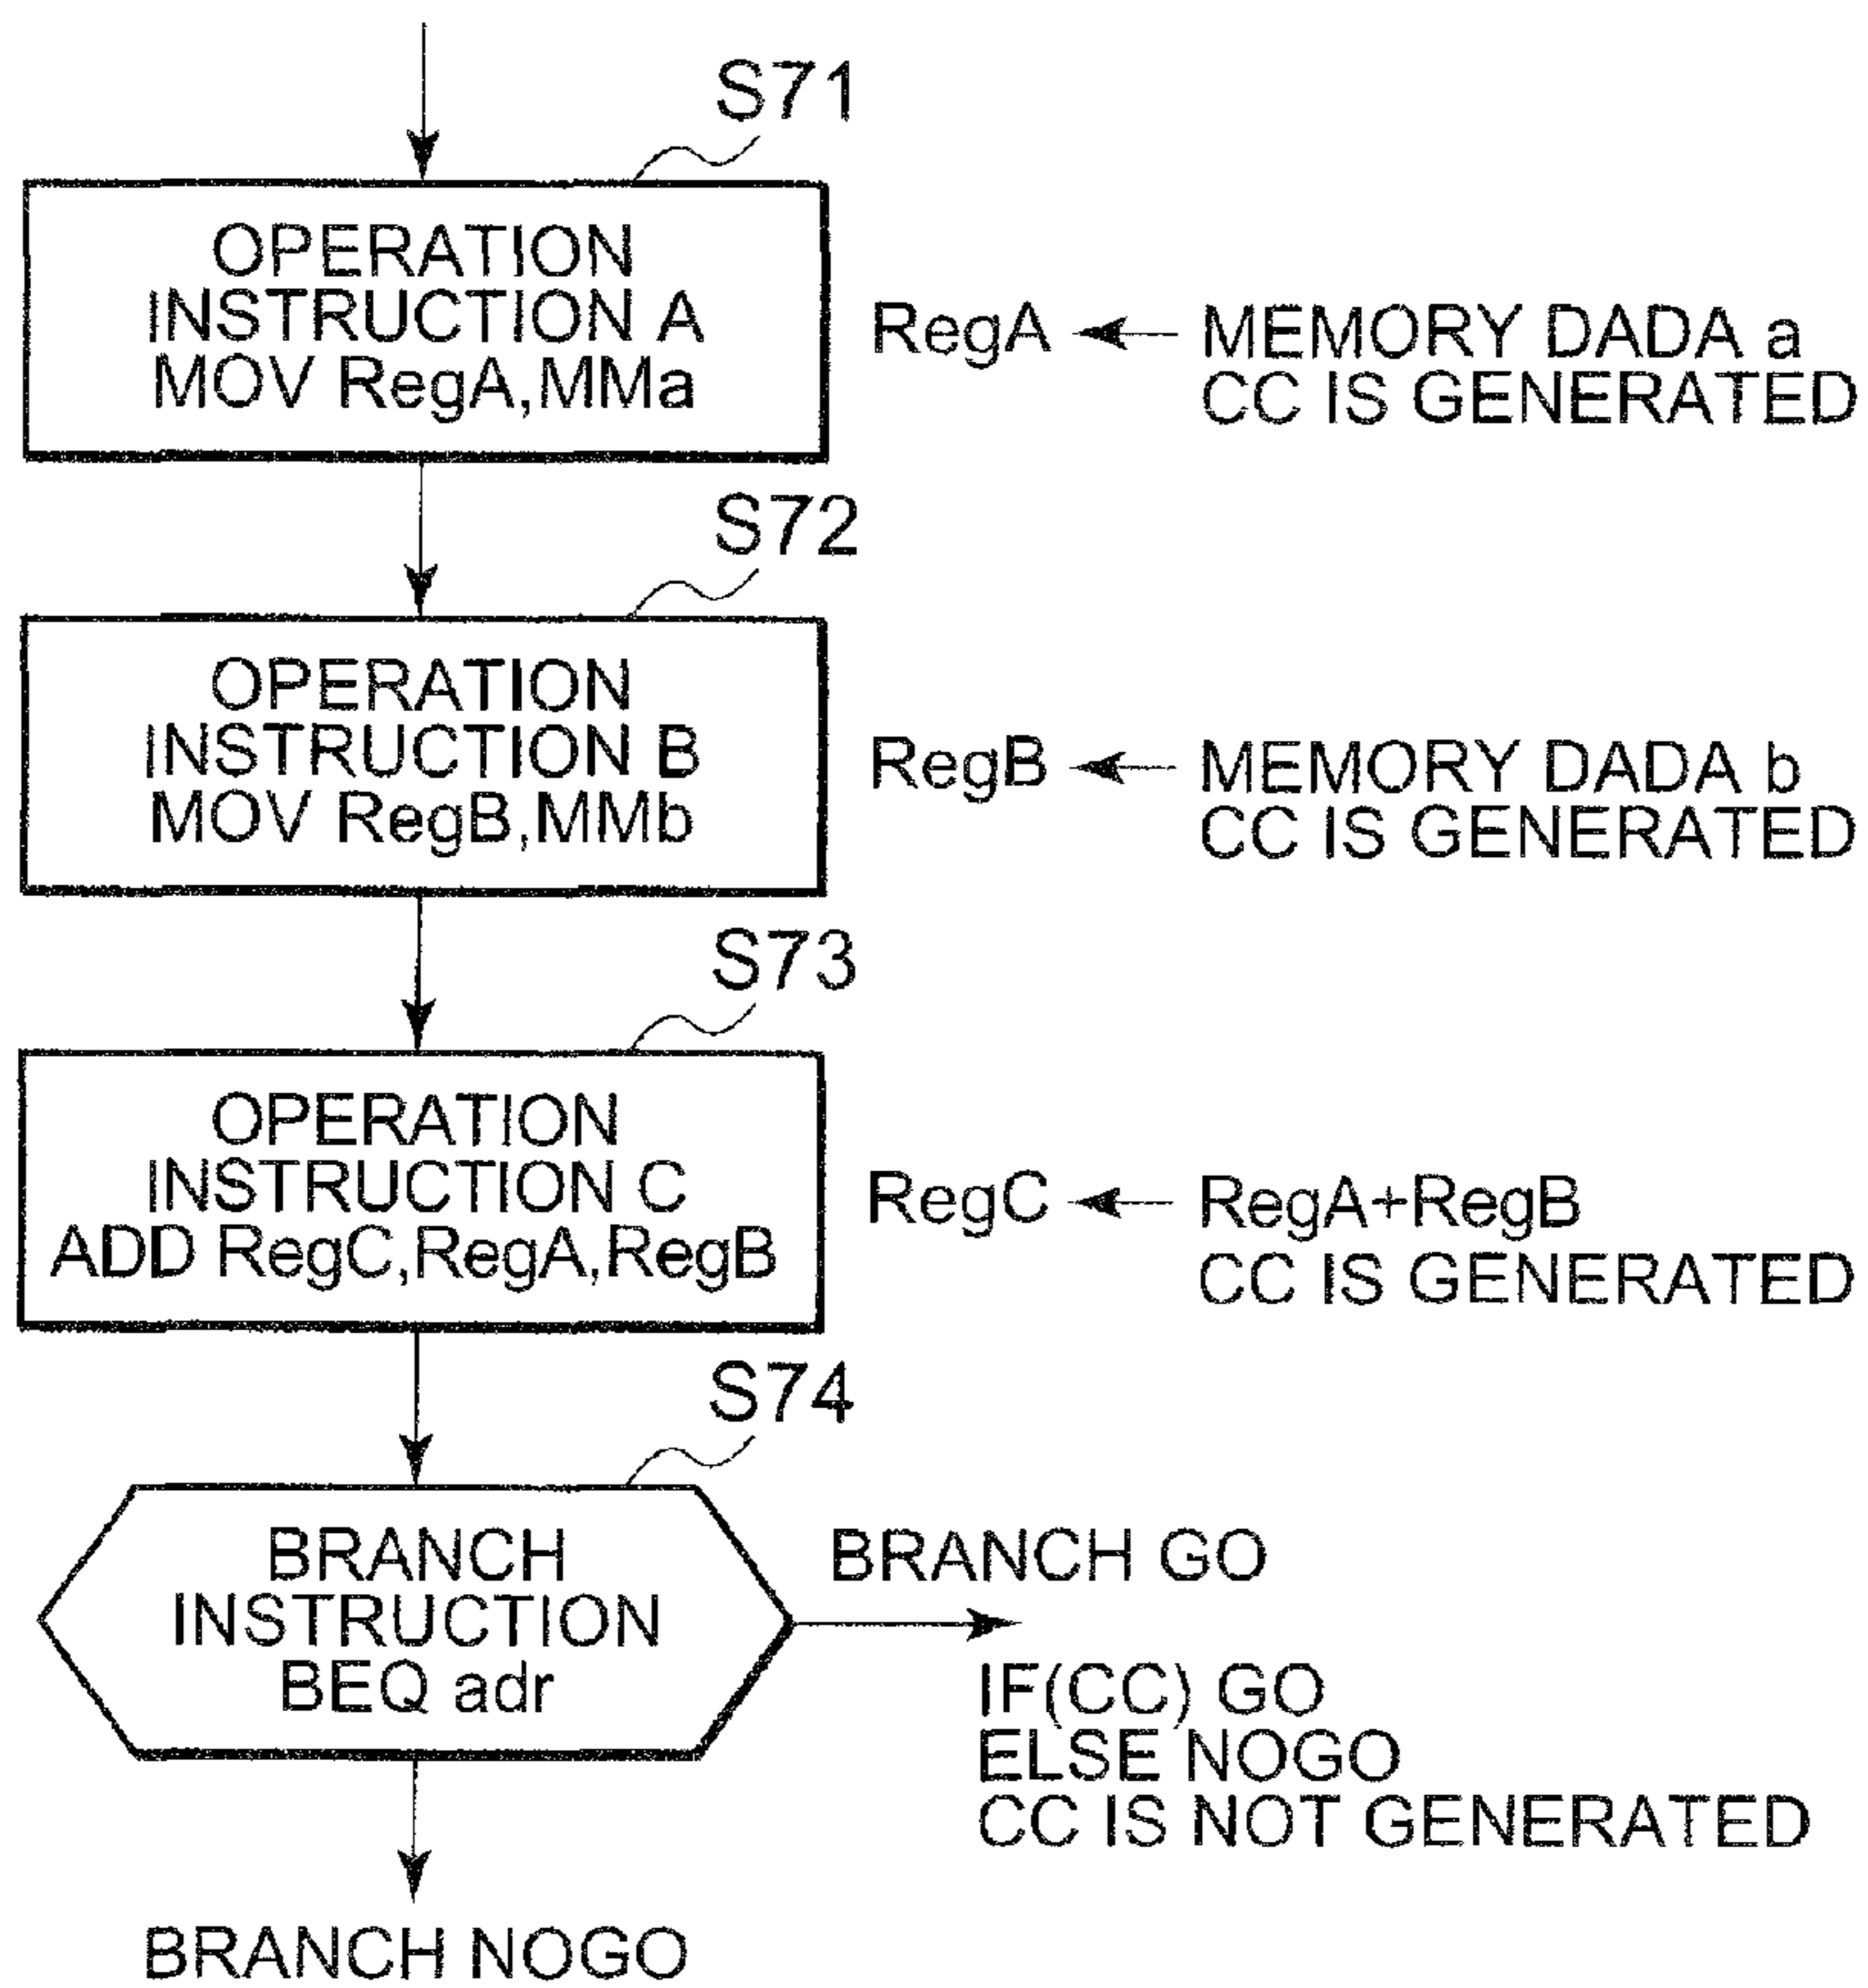 S71
OPERATION
INSTRUCTION A
MOV RegA,MMa
RegA ← MEMORY DADA a
CC IS GENERATED
S72
OPERATION
INSTRUCTION B
MOV RegB,MMb
RegB ← MEMORY DADA b
CC IS GENERATED
S73
OPERATION
INSTRUCTION C
ADD RegC,RegA,RegB
RegC ← RegA+RegB
CC IS GENERATED
S74
BRANCH
INSTRUCTION
BEQ adr
BRANCH GO
IF(CC) GO
ELSE NOGO
CC IS NOT GENERATED
BRANCH NOGO